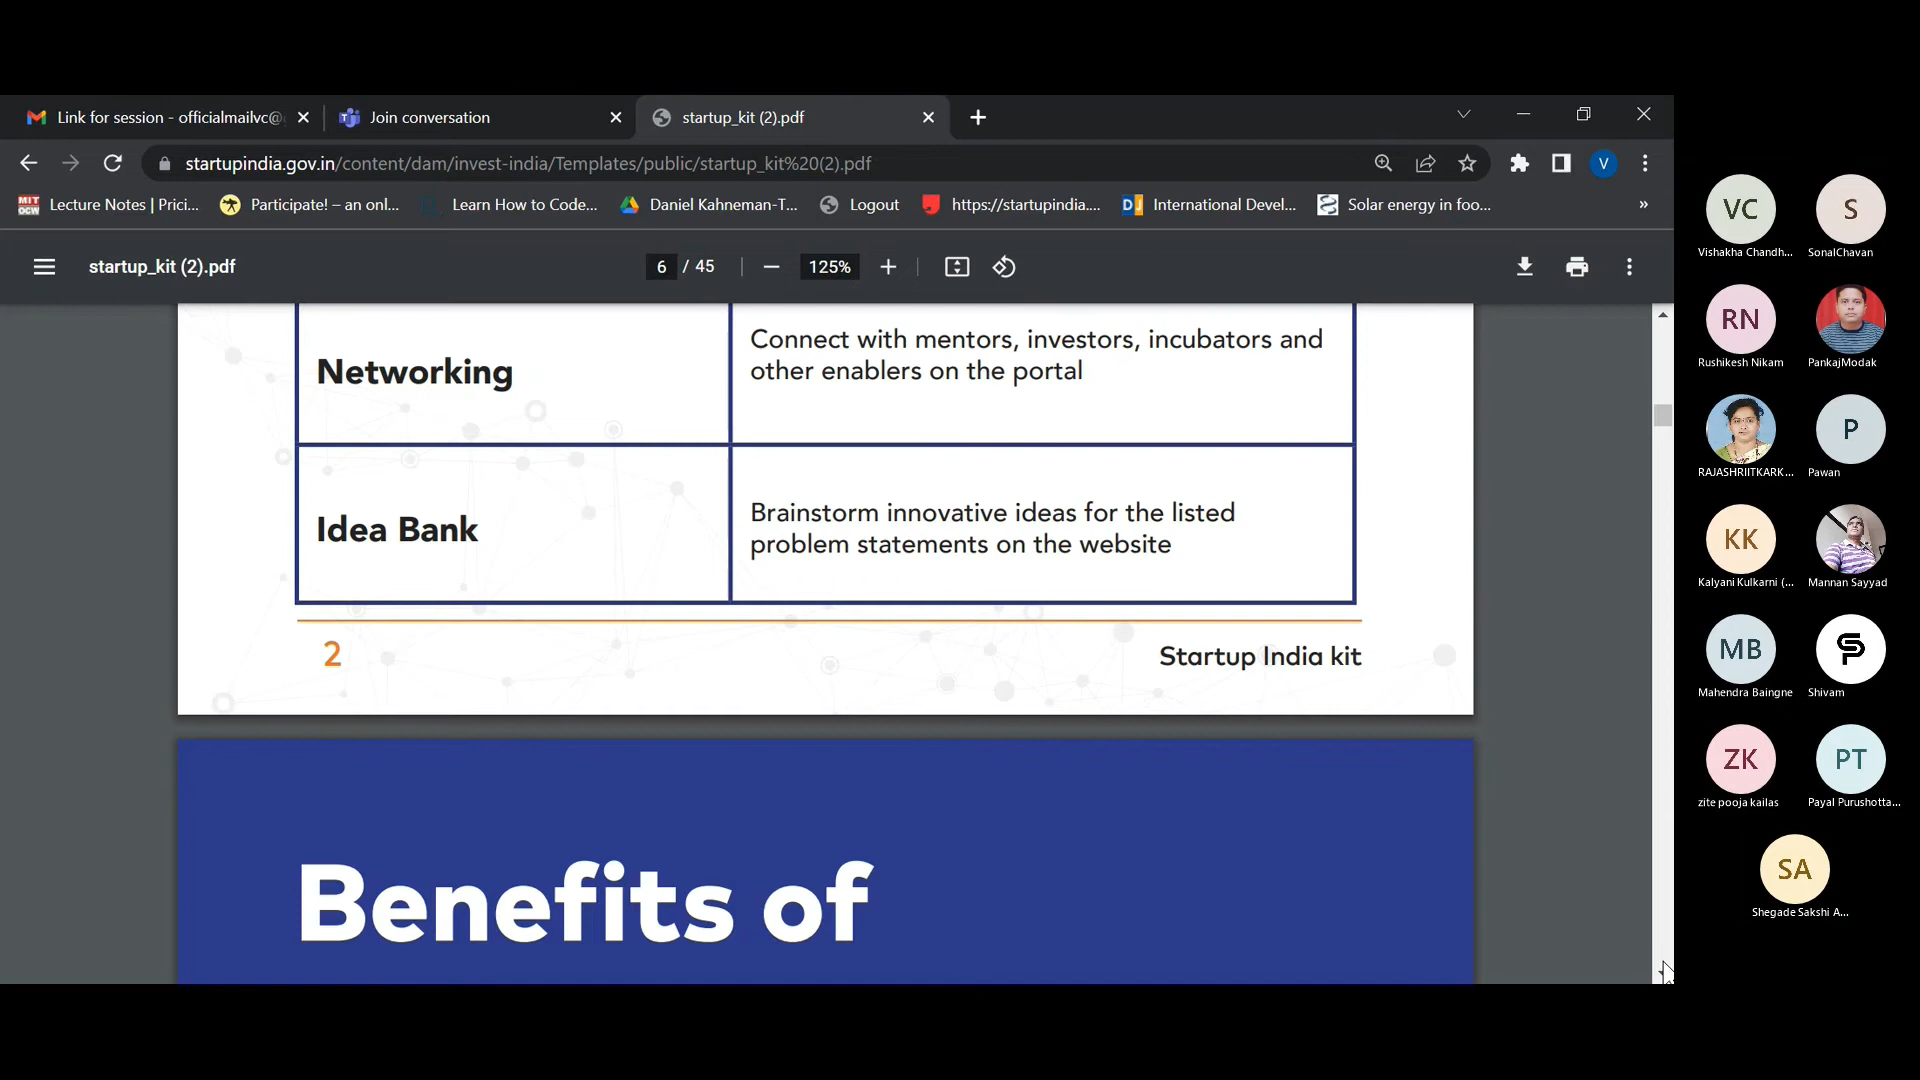 Link for session - officialmailvc@
Join conversation
startup_kit (2).pdf
startupindia.gov.in/content/dam/invest-india/Templates/public/startup_kit%20(2).pdf
V
MIT OCW
Lecture Notes | Prici...
Participate! – an onl...
Learn How to Code...
Daniel Kahneman-T...
Logout
https://startupindia....
DJ
International Devel...
Solar energy in foo...
»
startup_kit (2).pdf
6 / 45
125%
Networking
Connect with mentors, investors, incubators and
other enablers on the portal
Idea Bank
Brainstorm innovative ideas for the listed
problem statements on the website
2
Startup India kit
Benefits of
VC
Vishakha Chandh...
S
SonalChavan
RN
Rushikesh Nikam
PankajModak
RAJASHRIITKARK...
P
Pawan
KK
Kalyani Kulkarni (...
Mannan Sayyad
MB
Mahendra Baingne
Shivam
ZK
zite pooja kailas
PT
Payal Purushotta...
SA
Shegade Sakshi A...